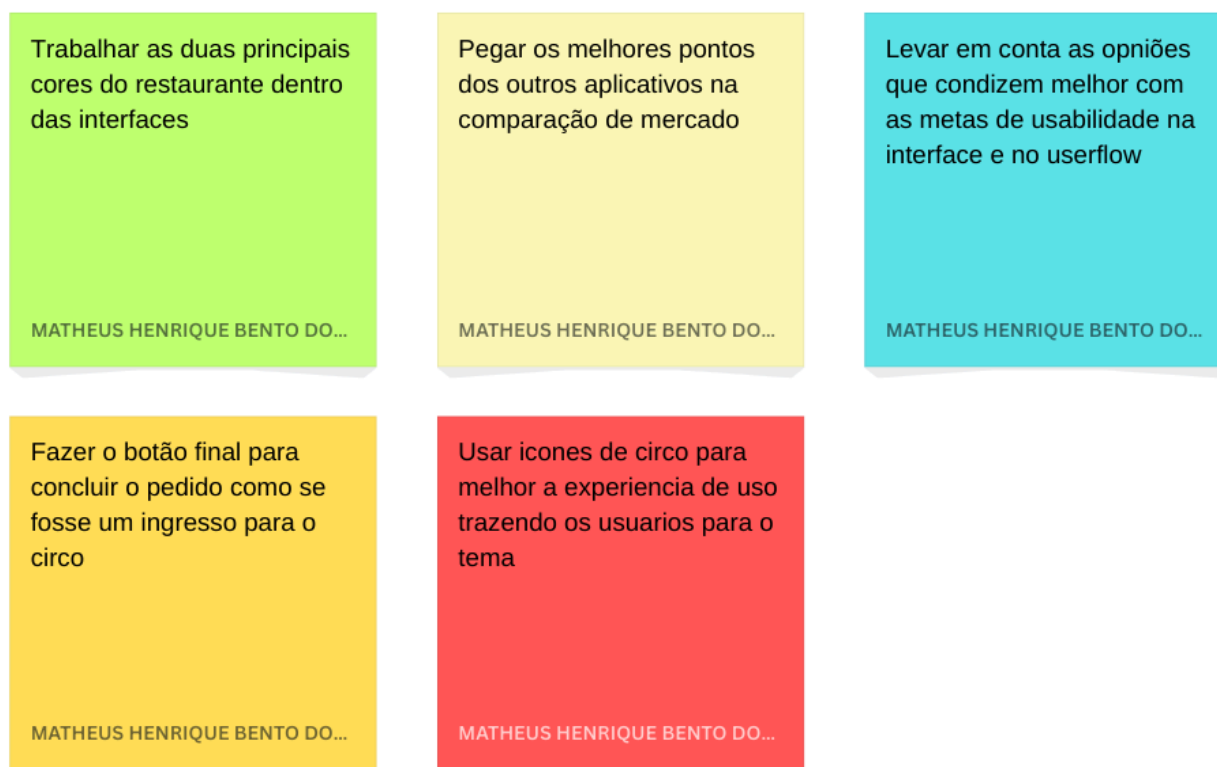 Trabalhar as duas principais
cores do restaurante dentro
das interfaces
MATHEUS HENRIQUE BENTO DO...
Pegar os melhores pontos
dos outros aplicativos na
comparação de mercado
MATHEUS HENRIQUE BENTO DO...
Levar em conta as opniões
que condizem melhor com
as metas de usabilidade na
interface e no userflow
MATHEUS HENRIQUE BENTO DO...
Fazer o botão final para
concluir o pedido como se
fosse um ingresso para o
circo
MATHEUS HENRIQUE BENTO DO...
Usar icones de circo para
melhor a experiencia de uso
trazendo os usuarios para o
tema
MATHEUS HENRIQUE BENTO DO...